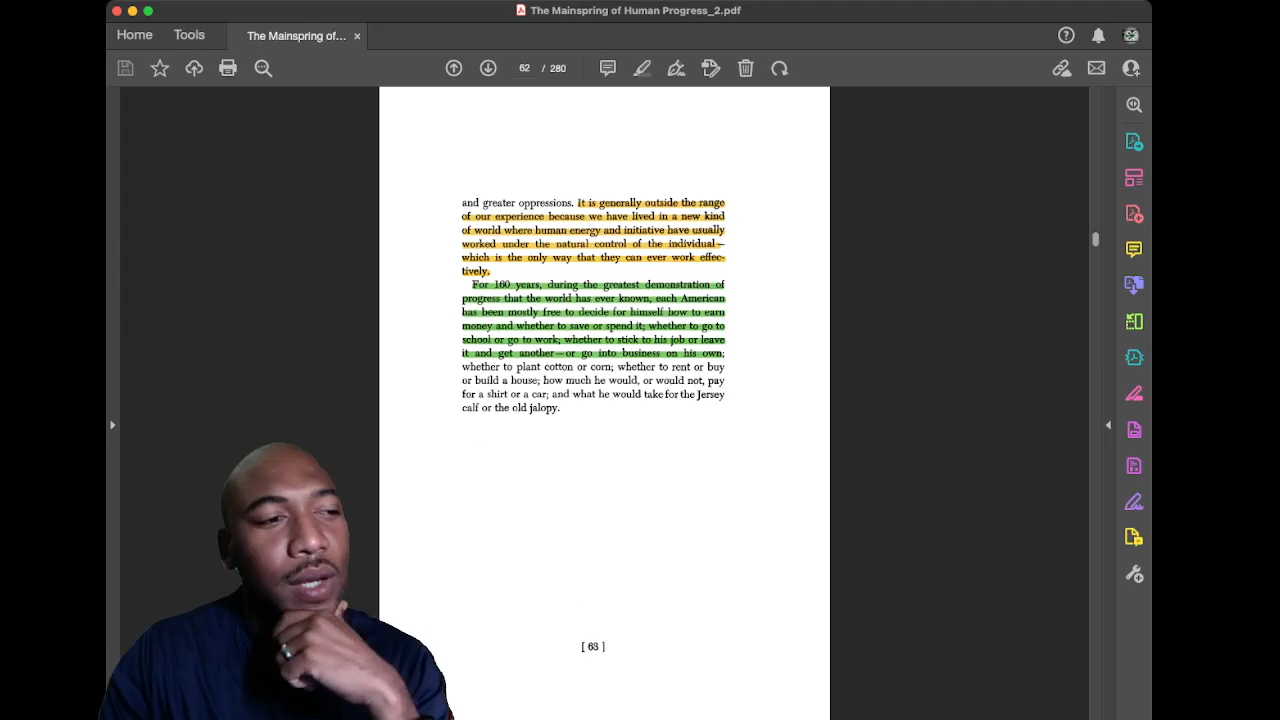 The Mainspring of Human Progress_2.pdf
Home Tools The Mainspring of... ×
62 / 280
and greater oppressions. It is generally outside the range
of our experience because we have lived in a new kind
of world where human energy and initiative have usually
worked under the natural control of the individual—
which is the only way that they can ever work effec-
tively.
For 160 years, during the greatest demonstration of
progress that the world has ever known, each American
has been mostly free to decide for himself how to earn
money and whether to save or spend it; whether to go to
school or go to work; whether to stick to his job or leave
it and get another—or go into business on his own;
whether to plant cotton or corn; whether to rent or buy
or build a house; how much he would, or would not, pay
for a shirt or a car; and what he would take for the Jersey
calf or the old jalopy.
[ 63 ]